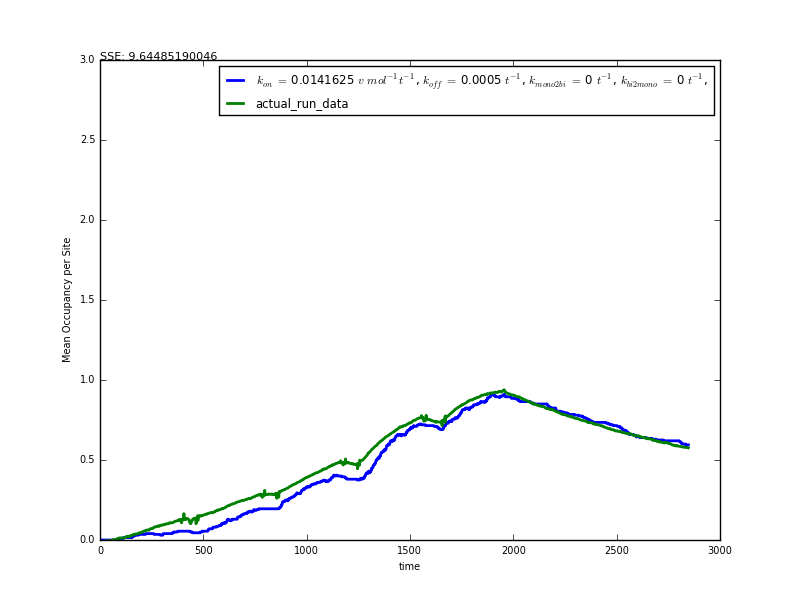 SSE: 9.64485190046
k_on = 0.0141625 v mol^−1 t^−1, k_off = 0.0005 t^−1, k_mono2bi = 0 t^−1, k_bi2mono = 0 t^−1,
actual_run_data
3.0
2.5
2.0
1.5
1.0
0.5
0.0
Mean Occupancy per Site
0 500 1000 1500 2000 2500 3000
time